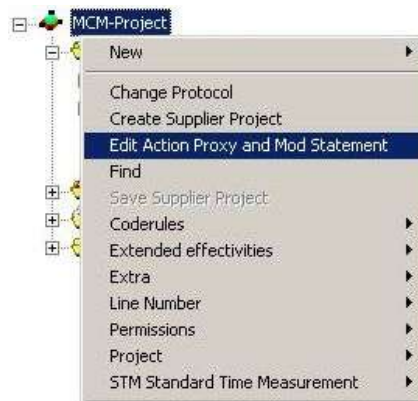 MCM-Project
New
Change Protocol
Create Supplier Project
Edit Action Proxy and Mod Statement
Find
Save Supplier Project
Coderules
Extended effectivities
Extra
Line Number
Permissions
Project
STM Standard Time Measurement